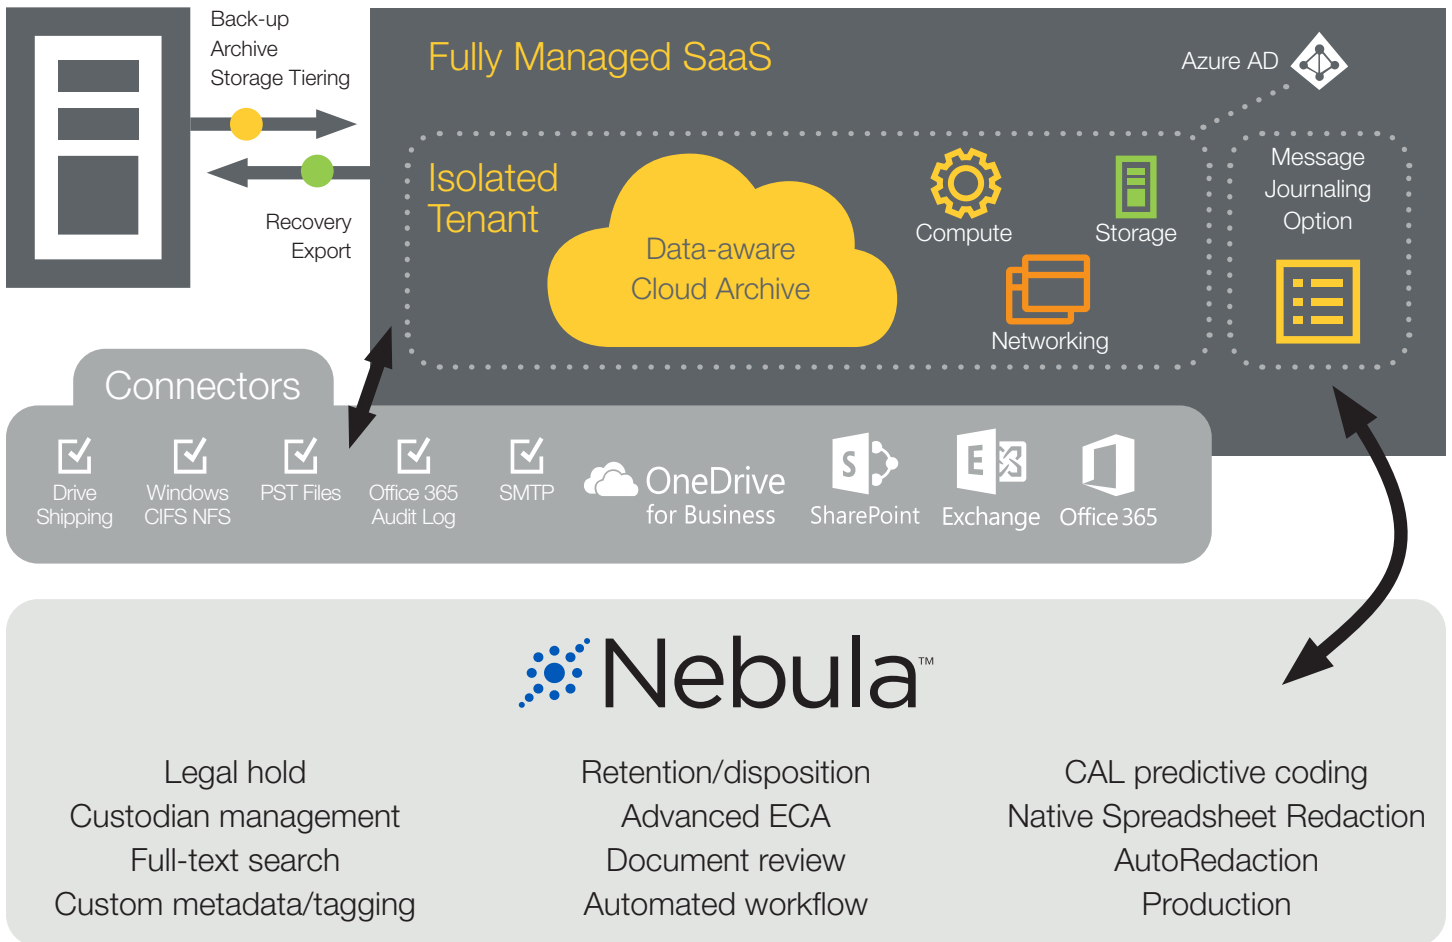 Back-up
Archive
Storage Tiering
Recovery
Export
Fully Managed SaaS
Azure AD
Isolated
Tenant
Data-aware
Cloud Archive
Compute
Storage
Networking
Message
Journaling
Option
Connectors
Drive
Shipping
Windows
CIFS NFS
PST Files
Office 365
Audit Log
SMTP
OneDrive
for Business
S
SharePoint
E
Exchange
Office 365
Nebula™
Legal hold
Custodian management
Full-text search
Custom metadata/tagging
Retention/disposition
Advanced ECA
Document review
Automated workflow
CAL predictive coding
Native Spreadsheet Redaction
AutoRedaction
Production